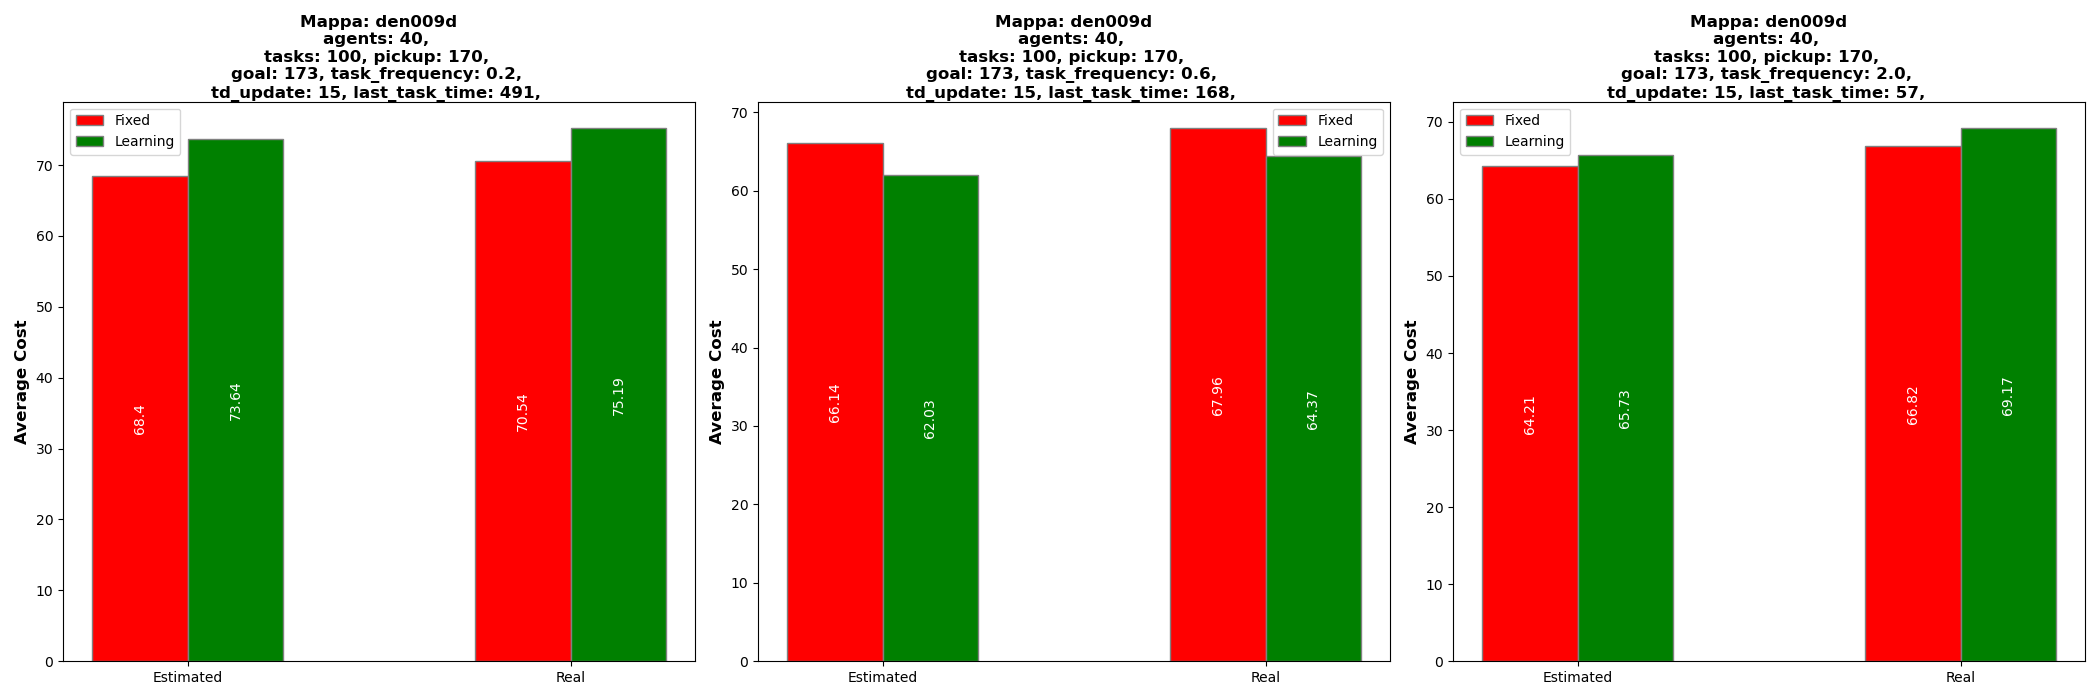 Mappa: den009d
agents: 40,
tasks: 100, pickup: 170,
goal: 173, task_frequency: 0.2,
td_update: 15, last_task_time: 491,
Fixed
Learning
Average Cost
70
60
50
40
30
20
10
0
68.4
73.64
70.54
75.19
Estimated
Real
Mappa: den009d
agents: 40,
tasks: 100, pickup: 170,
goal: 173, task_frequency: 0.6,
td_update: 15, last_task_time: 168,
Fixed
Learning
Average Cost
70
60
50
40
30
20
10
0
66.14
62.03
67.96
64.37
Estimated
Real
Mappa: den009d
agents: 40,
tasks: 100, pickup: 170,
goal: 173, task_frequency: 2.0,
td_update: 15, last_task_time: 57,
Fixed
Learning
Average Cost
70
60
50
40
30
20
10
0
64.21
65.73
66.82
69.17
Estimated
Real